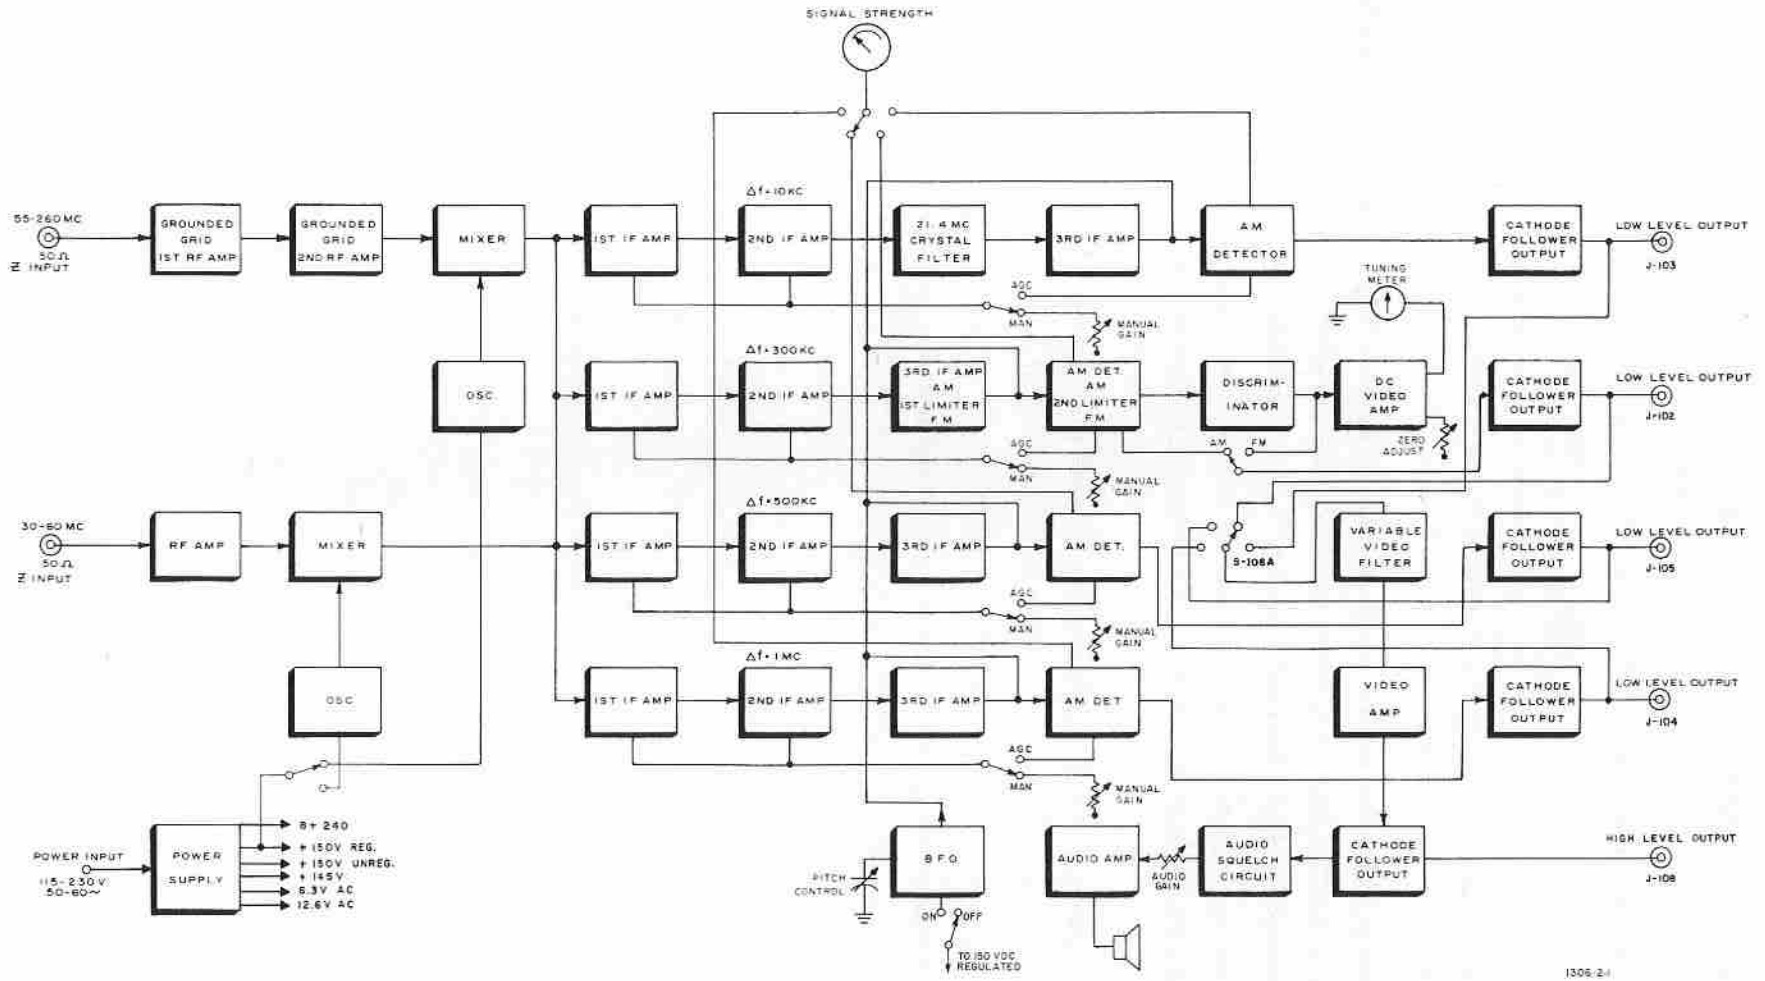 SIGNAL STRENGTH
Δf=10KC
55-260 MC
50Ω
Z INPUT
GROUNDED
GRID
1ST RF AMP
GROUNDED
GRID
2ND RF AMP
MIXER
1ST IF AMP
2ND IF AMP
21.4 MC
CRYSTAL
FILTER
3RD IF AMP
AM
DETECTOR
CATHODE
FOLLOWER
OUTPUT
LOW LEVEL OUTPUT
J-103
AGC
MAN
MANUAL
GAIN
TUNING
METER
OSC.
Δf=300KC
1ST IF AMP
2ND IF AMP
3RD IF AMP
AM
1ST LIMITER
FM
AM DET.
AM
2ND LIMITER
FM
DISCRIM-
INATOR
DC
VIDEO
AMP
CATHODE
FOLLOWER
OUTPUT
LOW LEVEL OUTPUT
J-102
AM FM
ZERO
ADJUST
AGC
MAN
MANUAL
GAIN
30-60 MC
50Ω
Z INPUT
RF AMP
MIXER
Δf=500KC
1ST IF AMP
2ND IF AMP
3RD IF AMP
AM DET.
S-108A
VARIABLE
VIDEO
FILTER
CATHODE
FOLLOWER
OUTPUT
LOW LEVEL OUTPUT
J-105
AGC
MAN
MANUAL
GAIN
OSC
Δf=1MC
1ST IF AMP
2ND IF AMP
3RD IF AMP
AM DET
VIDEO
AMP
CATHODE
FOLLOWER
OUTPUT
LOW LEVEL OUTPUT
J-104
AGC
MAN
MANUAL
GAIN
POWER INPUT
115-230V
50-60~
POWER
SUPPLY
B+ 240
+ 150V REG.
+ 150V UNREG.
+ 145V
6.3V AC
12.6V AC
PITCH
CONTROL
BFO
ON OFF
TO 150 VDC
REGULATED
AUDIO AMP
AUDIO
GAIN
AUDIO
SQUELCH
CIRCUIT
CATHODE
FOLLOWER
OUTPUT
HIGH LEVEL OUTPUT
J-108
1306-2-1